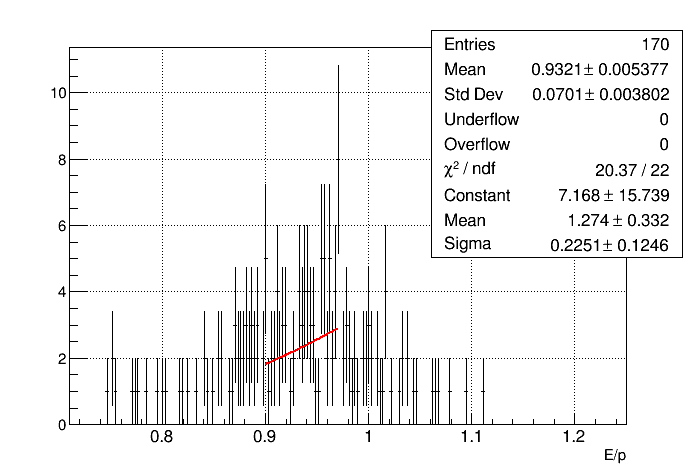 Entries 170
Mean 0.9321± 0.005377
Std Dev 0.0701± 0.003802
Underflow 0
Overflow 0
χ² / ndf 20.37 / 22
Constant 7.168 ± 15.739
Mean 1.274 ± 0.332
Sigma 0.2251± 0.1246
10
8
6
4
2
0
0.8 0.9 1 1.1 1.2
E/p